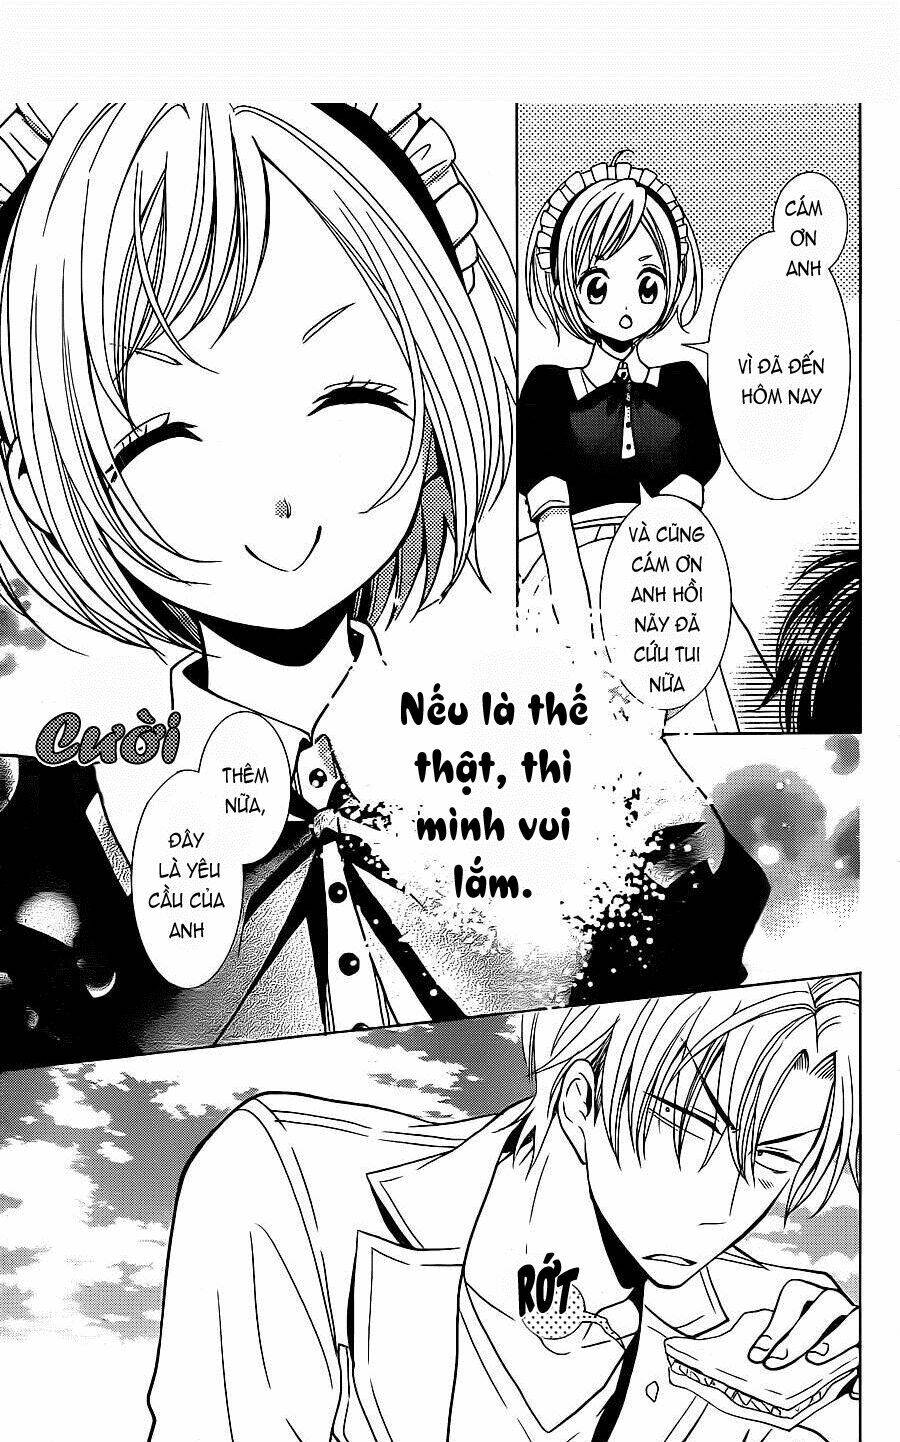 CÁM
ƠN
ANH
VÌ ĐÃ ĐẾN
HÔM NAY
VÀ CŨNG
CÁM ƠN
ANH HỒI
NÃY ĐÃ
CỨU TUI
NỮA
Nếu là thế
thật, thì
mình vui
lắm.
Cười
THÊM
NỮA,
ĐÂY
LÀ YÊU
CẦU CỦA
ANH
RỚT